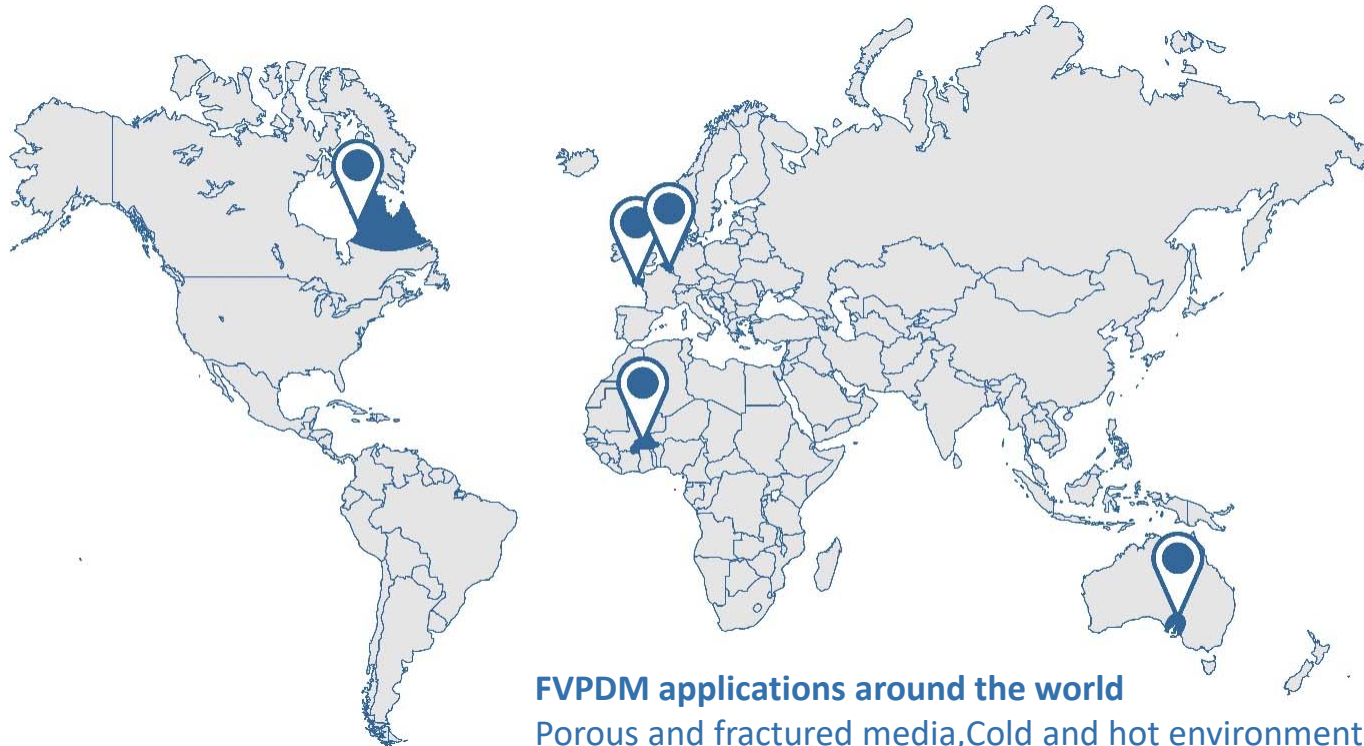 FVPDM applications around the world
Porous and fractured media,Cold and hot environment